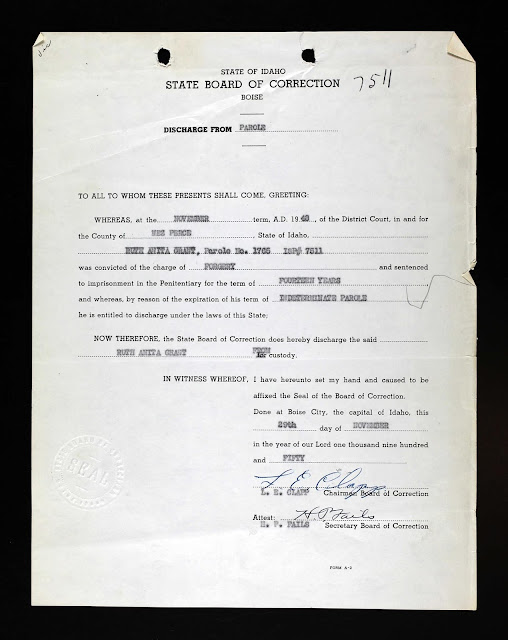 STATE OF IDAHO
STATE BOARD OF CORRECTION
7511
BOISE
DISCHARGE FROM PAROLE
TO ALL TO WHOM THESE PRESENTS SHALL COME, GREETING:
WHEREAS, at the NOVEMBER term, A.D. 1948, of the District Court, in and for
the County of NEZ PERCE State of Idaho,
RUTH ANITA GRANT, Parole No. 1765 ISP# 7511
was convicted of the charge of FORGERY and sentenced
to imprisonment in the Penitentiary for the term of FOURTEEN YEARS
and whereas, by reason of the expiration of his term of INDETERMINATE PAROLE
he is entitled to discharge under the laws of this State;
NOW THEREFORE, the State Board of Correction does hereby discharge the said
RUTH ANITA GRANT FROM custody.
IN WITNESS WHEREOF, I have hereunto set my hand and caused to be
affixed the Seal of the Board of Correction.
Done at Boise City, the capital of Idaho, this
29th day of NOVEMBER
in the year of our Lord one thousand nine hundred
and FIFTY
SEAL
L E Clapp
L. E. CLAPP Chairman Board of Correction
Attest: H P Fails
H. P. FAILS Secretary Board of Correction
FORM A-2